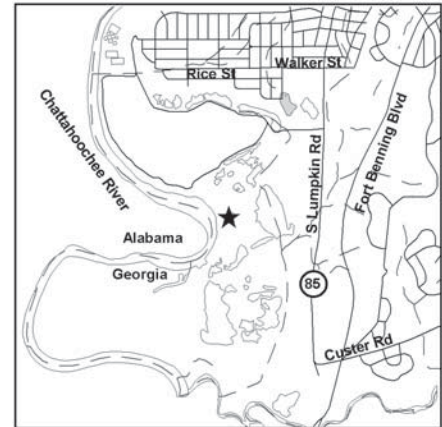 Walker St
Rice St
Chattahoochee River
S Lumpkin Rd
Fort Benning Blvd
Alabama
Georgia
85
Custer Rd